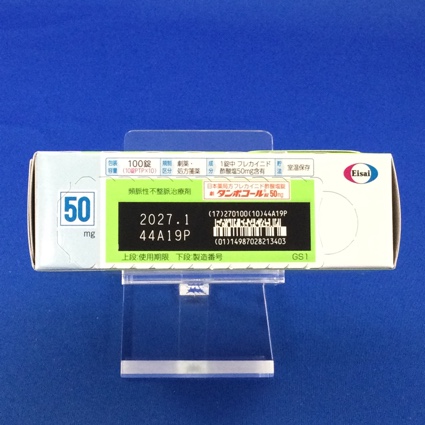 包装容量 100錠 (10錠PTP×10)
規制区分 劇薬・処方箋薬
成分 1錠中 フレカイニド酢酸塩50mg含有
貯法 室温保存
Eisai
頻脈性不整脈治療剤
日本薬局方フレカイニド酢酸塩錠
タンボコール錠50mg
50
mg
2027.1
44A19P
(17)270100(10)44A19P
(01)14987028213403
上段:使用期限 下段:製造番号
GS1